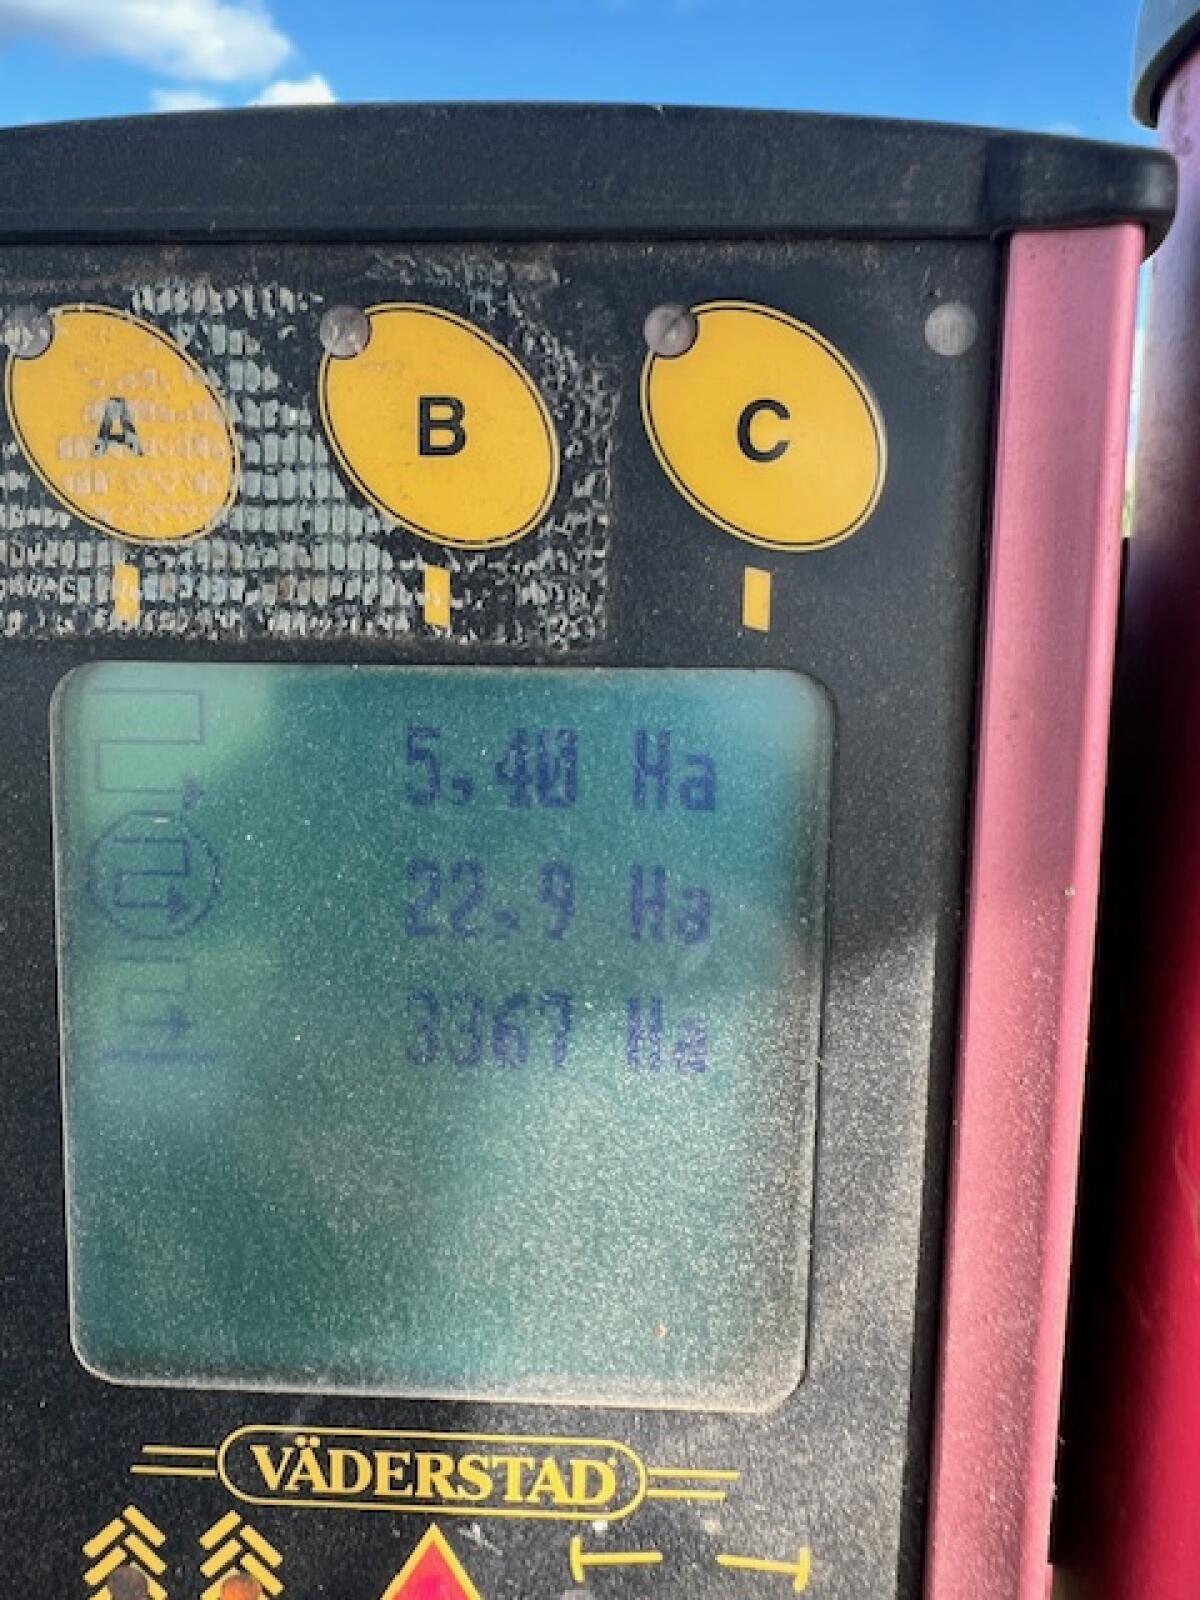 A B C
5,40 Ha
22,9 Ha
3367 Ha
VÄDERSTAD